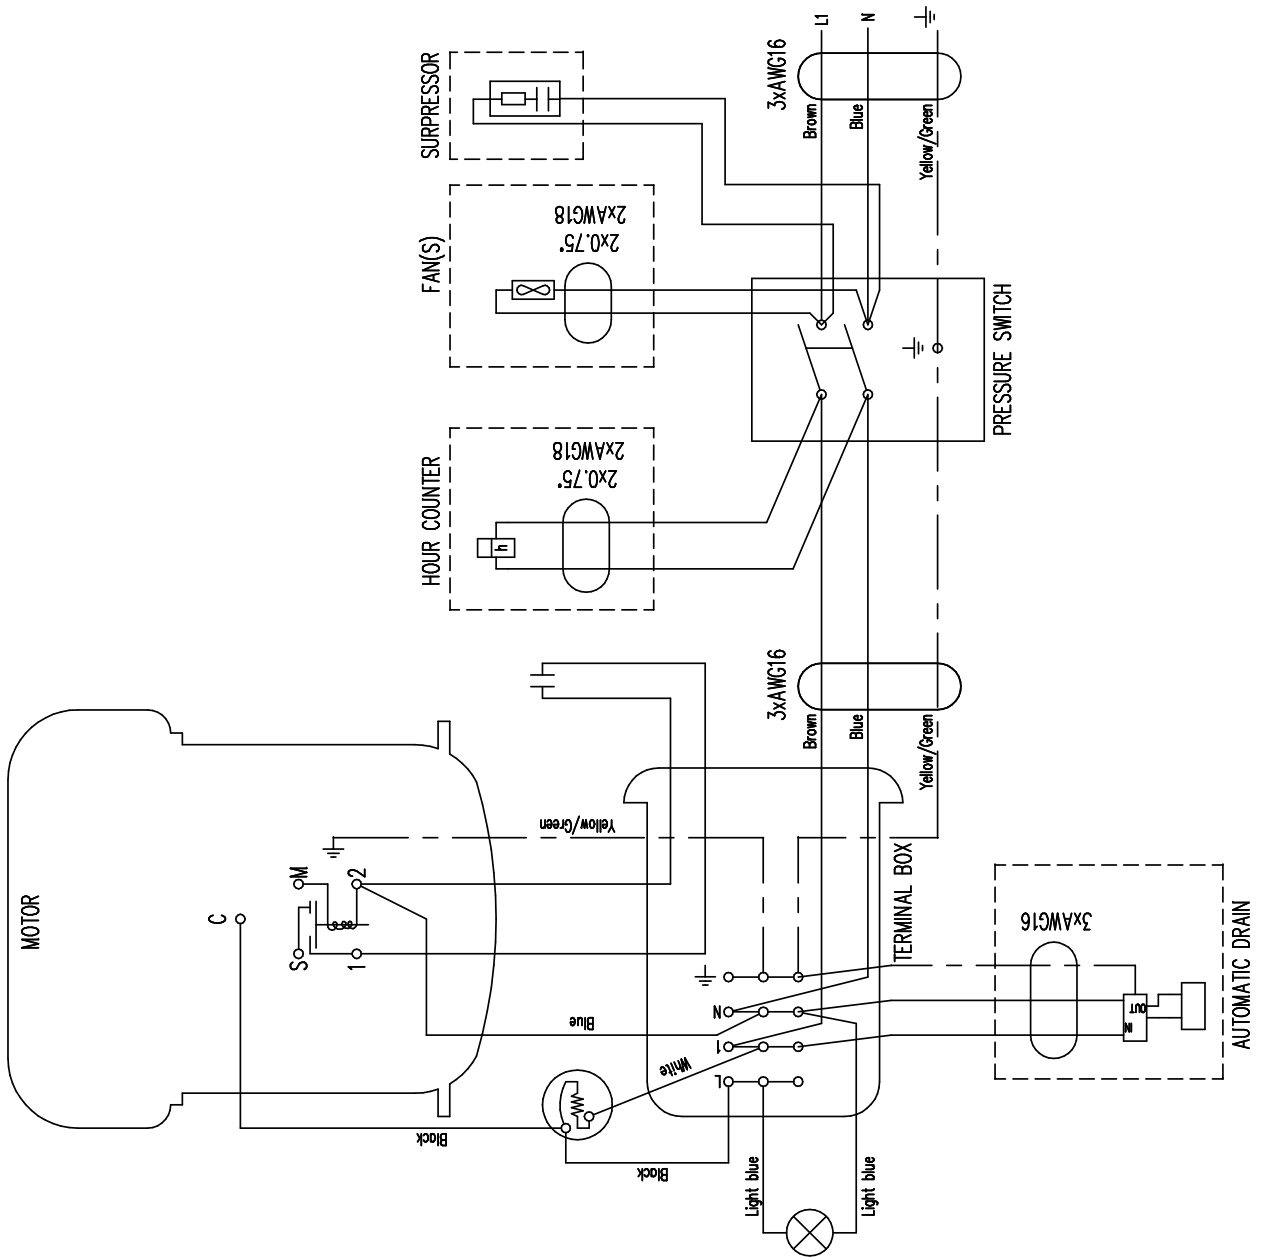 SURPRESSOR
L1
N
3xAWG16
Brown
Blue
Yellow/Green
FAN(S)
2xAWG18
2x0.75°
PRESSURE SWITCH
HOUR COUNTER
2xAWG18
2x0.75°
h
3xAWG16
Brown
Blue
Yellow/Green
MOTOR
C
M
2
S
1
Yellow/Green
TERMINAL BOX
Blue
N
1
L
White
Black
Black
Light blue
Light blue
3xAWG16
IN
OUT
AUTOMATIC DRAIN